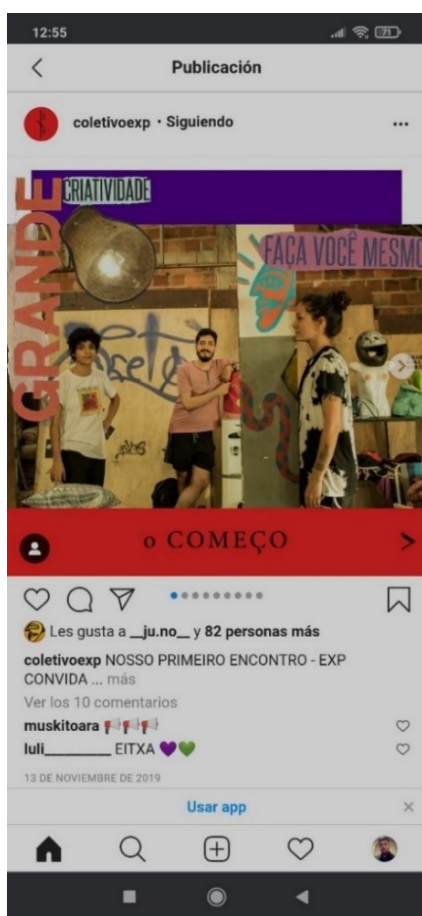 12:55
71
Publicación
coletivoexp • Siguiendo
GRANDE
CRIATIVIDADE
FAÇA VOCÊ MESMO
o COMEÇO
Les gusta a __ju.no__ y 82 personas más
coletivoexp NOSSO PRIMEIRO ENCONTRO - EXP
CONVIDA ... más
Ver los 10 comentarios
muskitoara 📢📢📢
luli_________ EITXA 💜💚
13 DE NOVIEMBRE DE 2019
Usar app